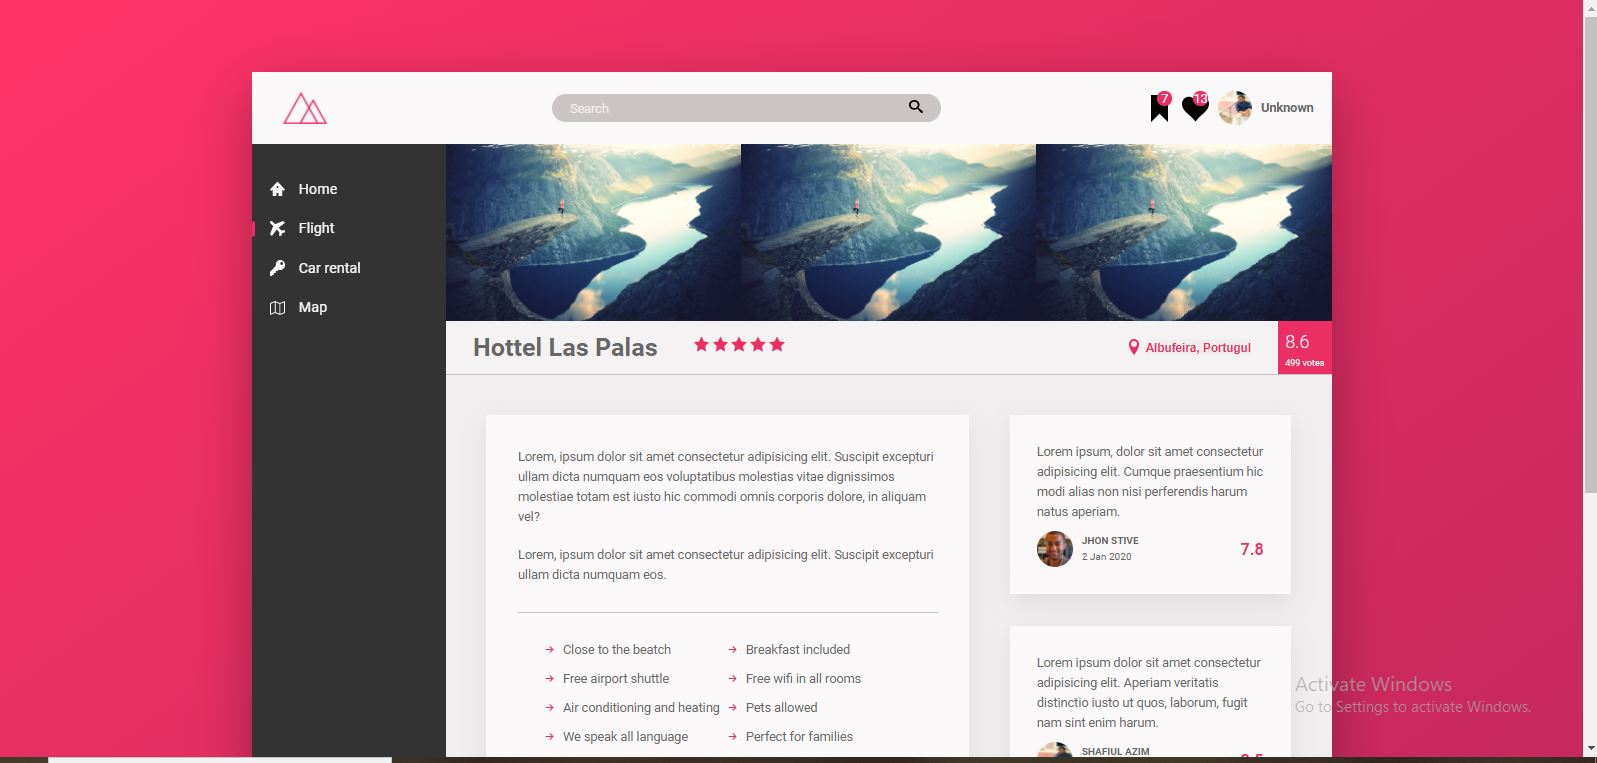 Search
7
13
Unknown
Home
Flight
Car rental
Map
Hottel Las Palas
Albufeira, Portugul
8.6
499 votes
Lorem, ipsum dolor sit amet consectetur adipisicing elit. Suscipit excepturi
ullam dicta numquam eos voluptatibus molestias vitae dignissimos
molestiae totam est iusto hic commodi omnis corporis dolore, in aliquam
vel?
Lorem, ipsum dolor sit amet consectetur adipisicing elit. Suscipit excepturi
ullam dicta numquam eos.
Close to the beatch
Breakfast included
Free airport shuttle
Free wifi in all rooms
Air conditioning and heating
Pets allowed
We speak all language
Perfect for families
Lorem ipsum, dolor sit amet consectetur
adipisicing elit. Cumque praesentium hic
modi alias non nisi perferendis harum
natus aperiam.
JHON STIVE
2 Jan 2020
7.8
Lorem ipsum dolor sit amet consectetur
adipisicing elit. Aperiam veritatis
distinctio iusto ut quos, laborum, fugit
nam sint enim harum.
SHAFIUL AZIM
Activate Windows
Go to Settings to activate Windows.